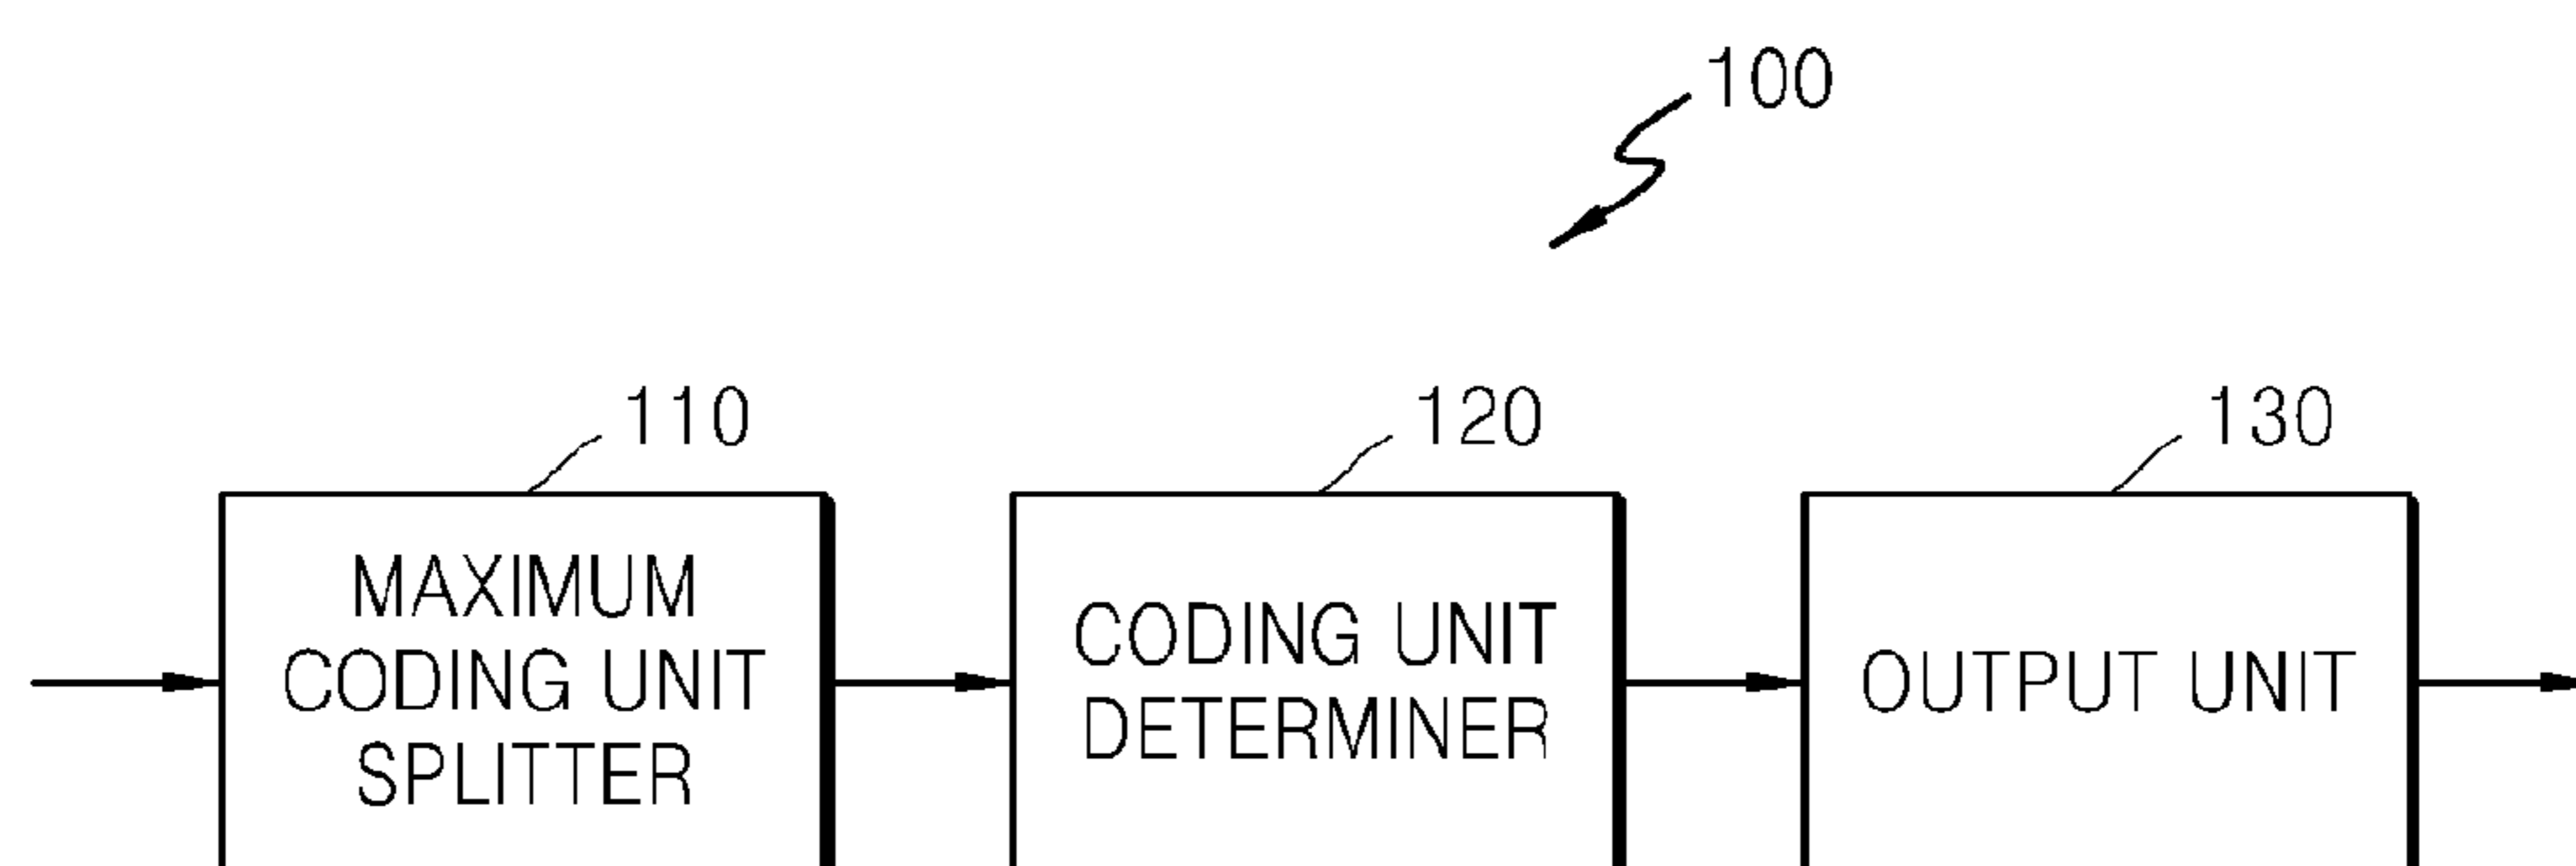 100
110
120
130
MAXIMUM
CODING UNIT
SPLITTER
CODING UNIT
DETERMINER
OUTPUT UNIT